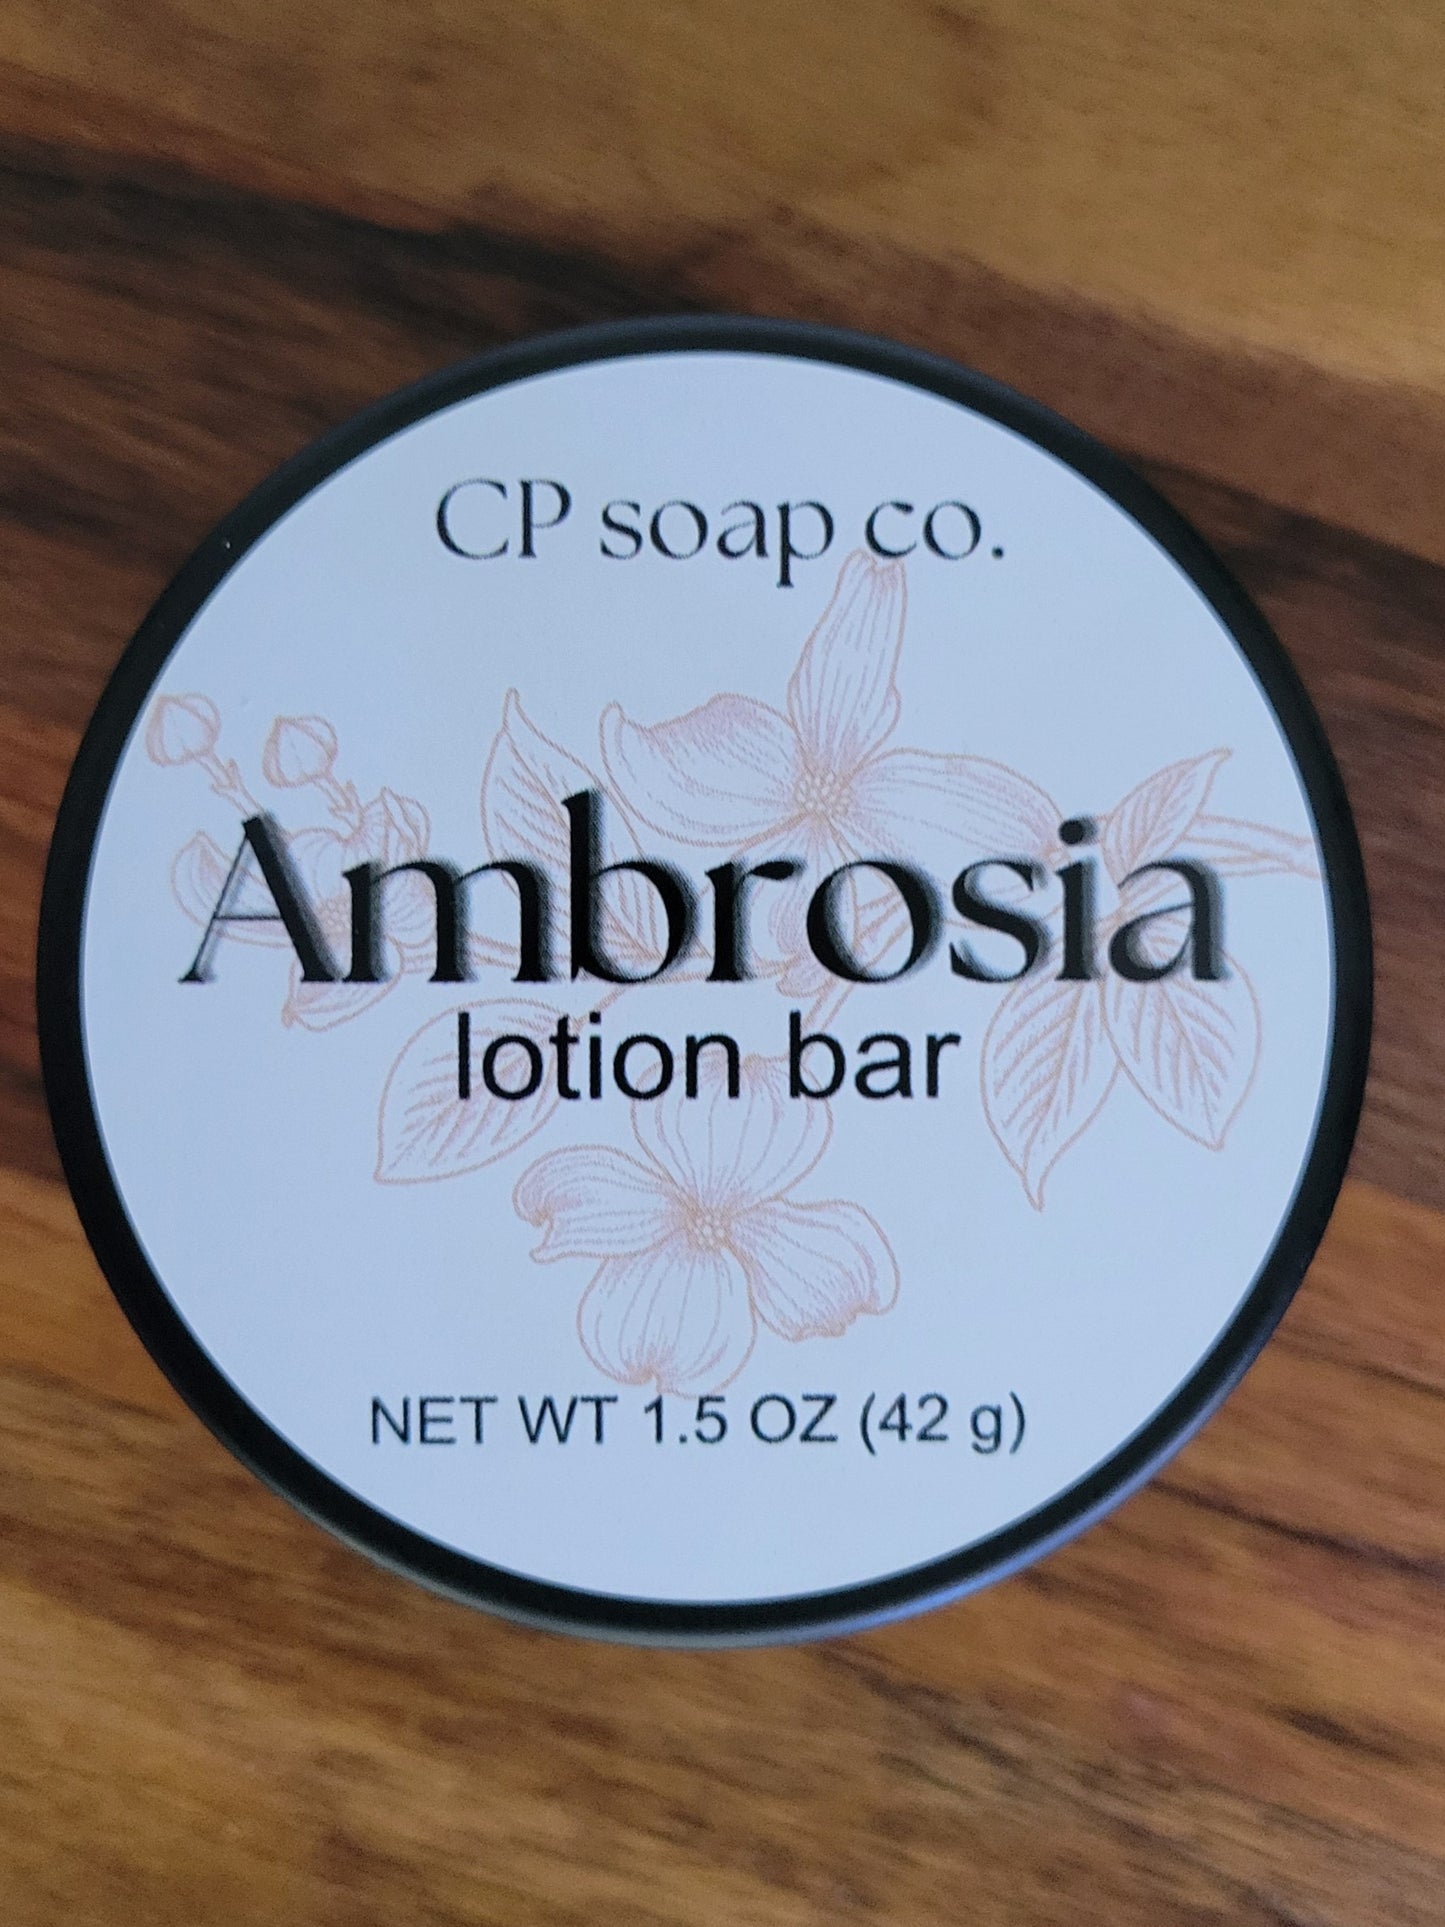 CP soap co.
Ambrosia
lotion bar
NET WT 1.5 OZ (42 g)